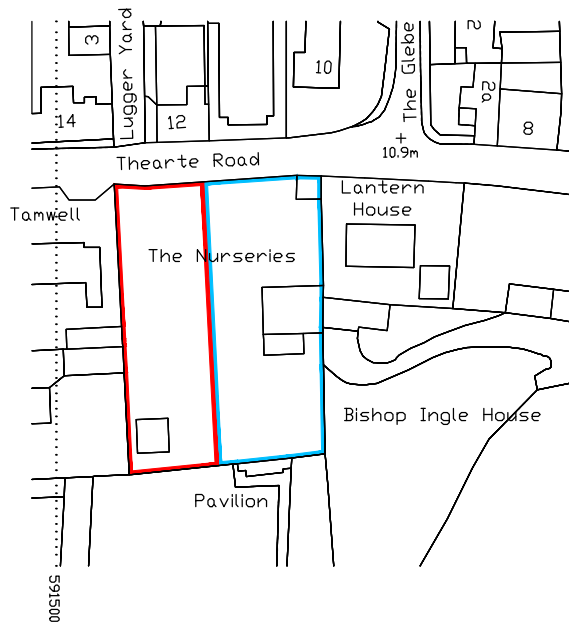 3
Lugger Yard
14
12
10
The Glebe
2
2a
8
10.9m
Thearte Road
Tamwell
Lantern
House
The Nurseries
Bishop Ingle House
Pavilion
591500